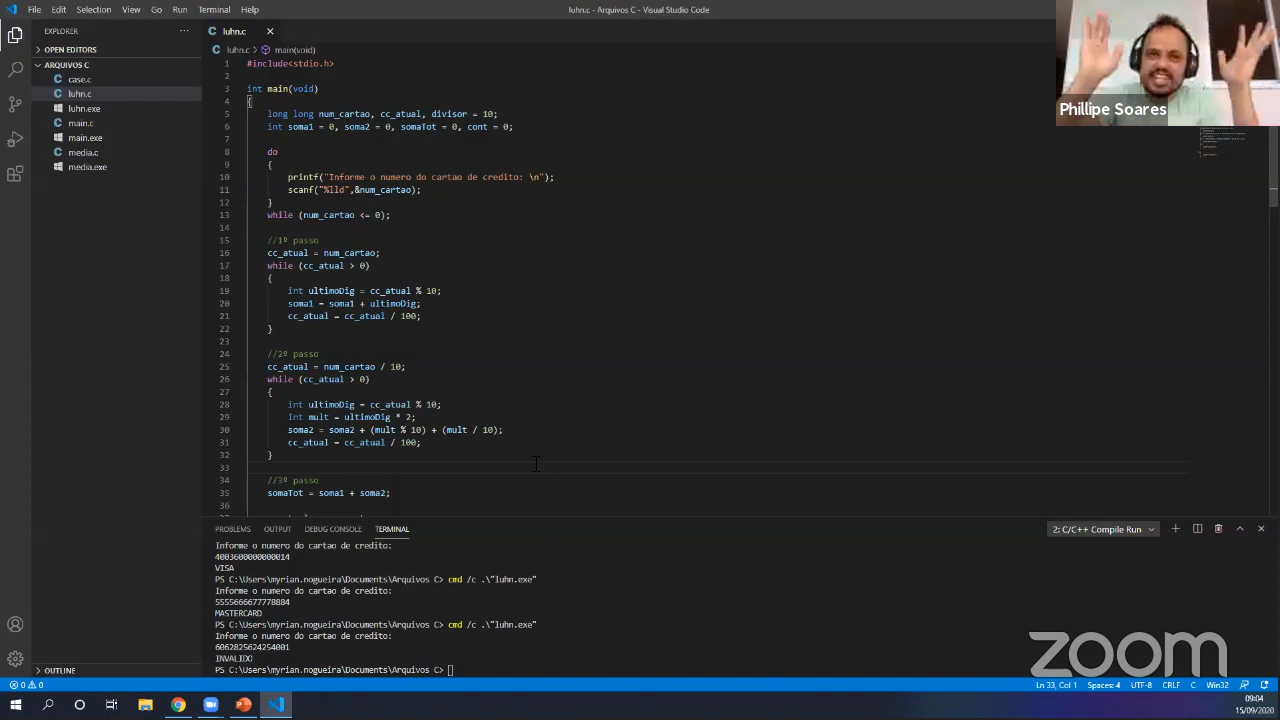 File Edit Selection View Go Run Terminal Help
luhn.c - Arquivos C - Visual Studio Code
EXPLORER
OPEN EDITORS
ARQUIVOS C
case.c
luhn.c
luhn.exe
main.c
main.exe
media.c
media.exe
OUTLINE
luhn.c
luhn.c > main(void)
1 #include<stdio.h>
2
3 int main(void)
4 {
5 long long num_cartao, cc_atual, divisor = 10;
6 int soma1 = 0, soma2 = 0, somaTot = 0, cont = 0;
7
8 do
9 {
10 printf("Informe o numero do cartao de credito: \n");
11 scanf("%lld",&num_cartao);
12 }
13 while (num_cartao <= 0);
14
15 //1º passo
16 cc_atual = num_cartao;
17 while (cc_atual > 0)
18 {
19 int ultimoDig = cc_atual % 10;
20 soma1 = soma1 + ultimoDig;
21 cc_atual = cc_atual / 100;
22 }
23
24 //2º passo
25 cc_atual = num_cartao / 10;
26 while (cc_atual > 0)
27 {
28 int ultimoDig = cc_atual % 10;
29 int mult = ultimoDig * 2;
30 soma2 = soma2 + (mult % 10) + (mult / 10);
31 cc_atual = cc_atual / 100;
32 }
33
34 //3º passo
35 somaTot = soma1 + soma2;
36
Phillipe Soares
PROBLEMS OUTPUT DEBUG CONSOLE TERMINAL
2: C/C++ Compile Run
Informe o numero do cartao de credito:
4003600000000014
VISA
PS C:\Users\myrian.nogueira\Documents\Arquivos C> cmd /c .\"luhn.exe"
Informe o numero do cartao de credito:
5555666677778884
MASTERCARD
PS C:\Users\myrian.nogueira\Documents\Arquivos C> cmd /c .\"luhn.exe"
Informe o numero do cartao de credito:
6062825624254001
INVALIDO
PS C:\Users\myrian.nogueira\Documents\Arquivos C>
zoom
0 0
Ln 33, Col 1 Spaces: 4 UTF-8 CRLF C Win32
09:04
15/09/2020